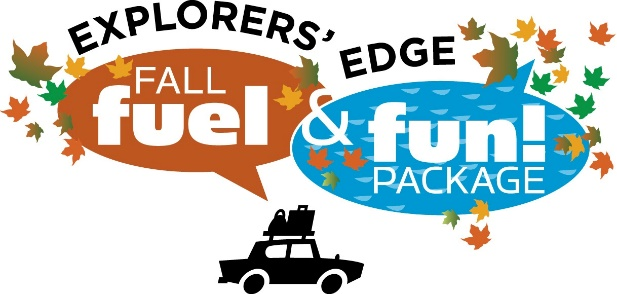 EXPLORERS' EDGE
FALL
fuel
&
fun!
PACKAGE